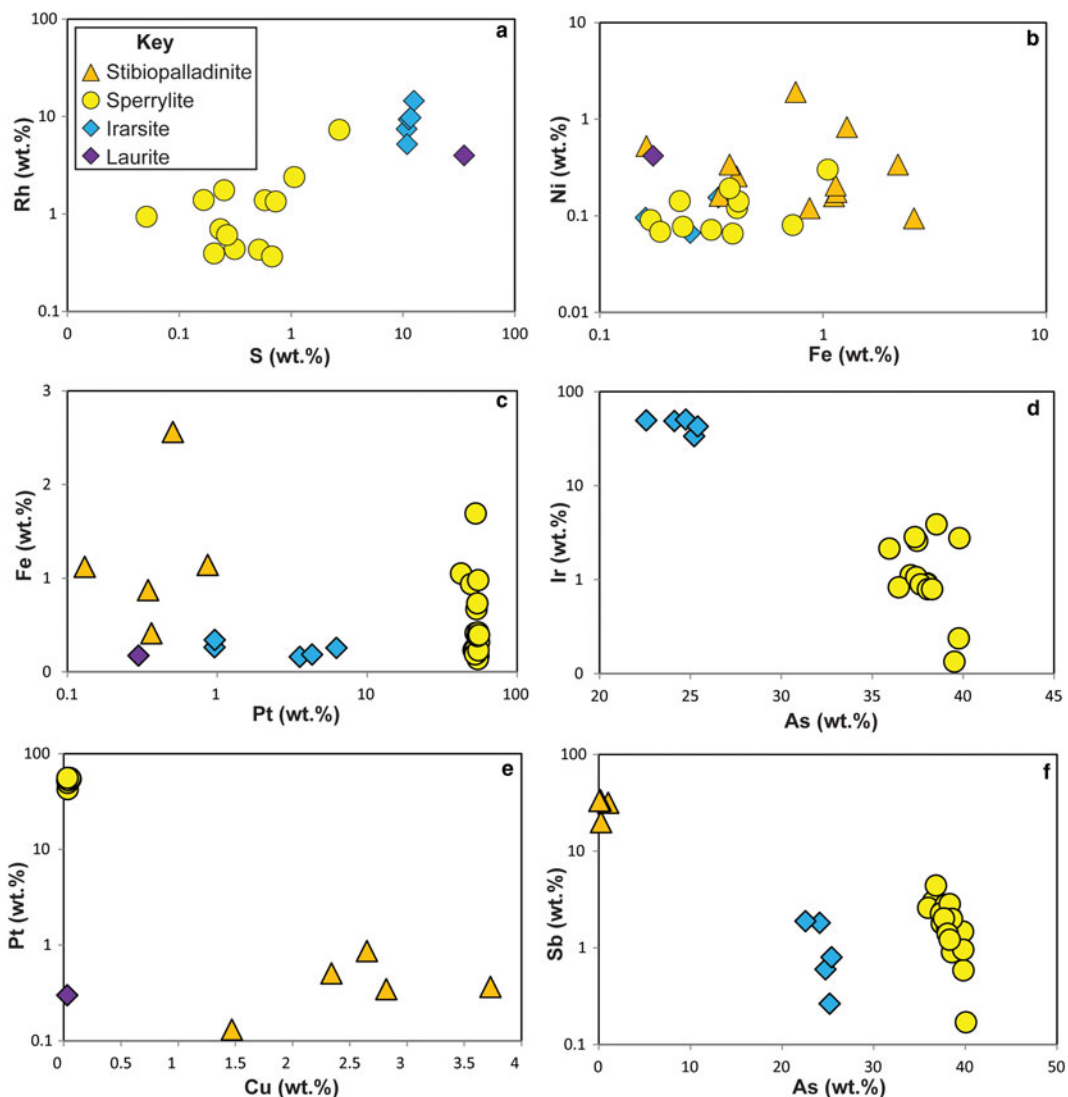 a
Key
Stibiopalladinite
Sperrylite
Irarsite
Laurite
100
10
1
0.1
Rh (wt.%)
0 0.1 1 10 100
S (wt.%)
b
10
1
0.1
0.01
Ni (wt.%)
0.1 1 10
Fe (wt.%)
c
3
2
1
0
Fe (wt.%)
0.1 1 10 100
Pt (wt.%)
d
100
10
1
0
Ir (wt.%)
20 25 30 35 40 45
As (wt.%)
e
100
10
1
0.1
Pt (wt.%)
0 0.5 1 1.5 2 2.5 3 3.5 4
Cu (wt.%)
f
100
10
1
0.1
Sb (wt.%)
0 10 20 30 40 50
As (wt.%)